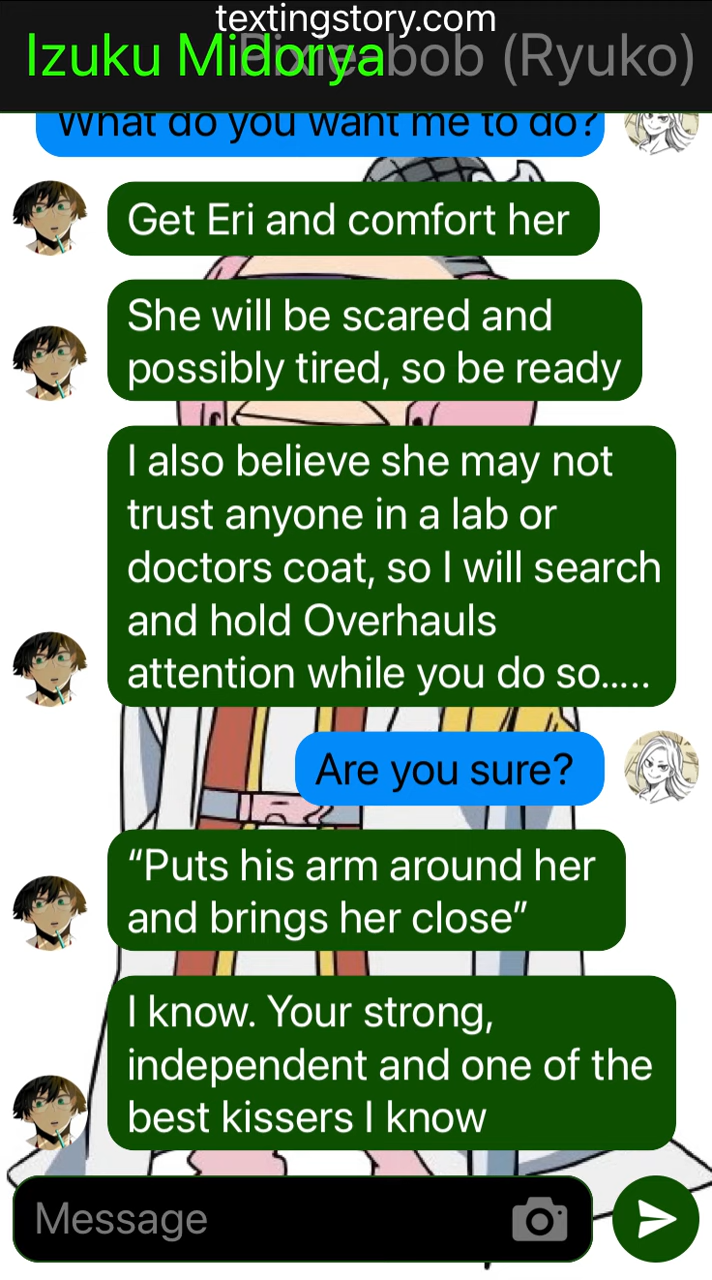 textingstory.com
Izuku Midorya
Pixie-bob (Ryuko)
What do you want me to do?
Get Eri and comfort her
She will be scared and
possibly tired, so be ready
I also believe she may not
trust anyone in a lab or
doctors coat, so I will search
and hold Overhauls
attention while you do so.....
Are you sure?
“Puts his arm around her
and brings her close”
I know. Your strong,
independent and one of the
best kissers I know
Message